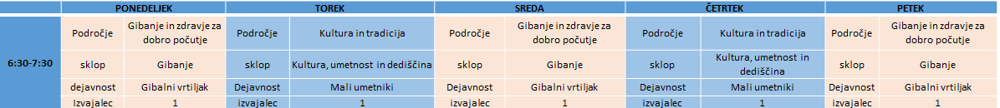 PONEDELJEK TOREK SREDA ČETRTEK PETEK
6:30-7:30
Področje Gibanje in zdravje za dobro počutje Področje Kultura in tradicija Področje Gibanje in zdravje za dobro počutje Področje Kultura in tradicija Področje Gibanje in zdravje za dobro počutje
sklop Gibanje sklop Kultura, umetnost in dediščina sklop Gibanje sklop Kultura, umetnost in dediščina sklop Gibanje
dejavnost Gibalni vrtiljak Dejavnost Mali umetniki Dejavnost Gibalni vrtiljak Dejavnost Mali umetniki Dejavnost Gibalni vrtiljak
Izvajalec 1 izvajalec 1 izvajalec 1 izvajalec 1 izvajalec 1